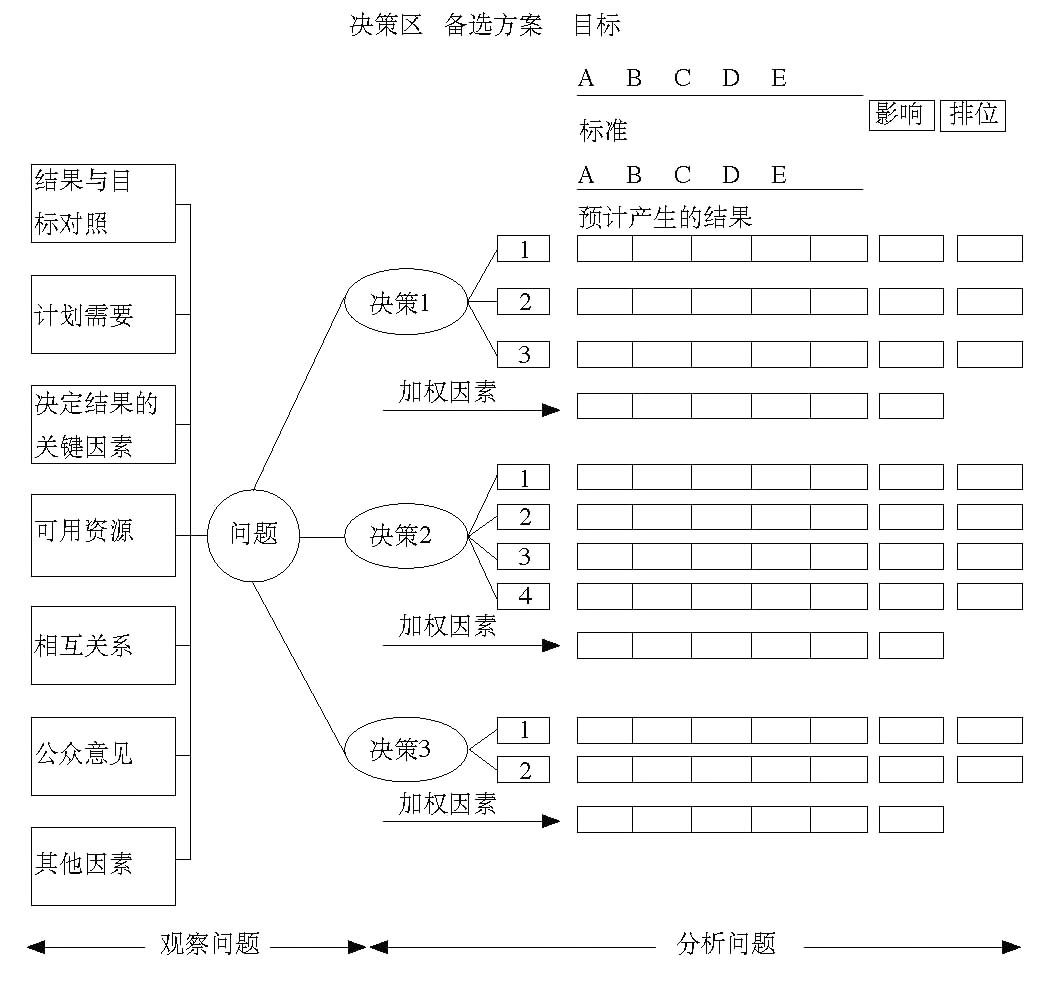 决策区 备选方案 目标
A B C D E
影响 排位
标准
A B C D E
预计产生的结果
结果与目
标对照
计划需要
决定结果的
关键因素
可用资源
相互关系
公众意见
其他因素
问题
决策1
1
2
3
加权因素
决策2
1
2
3
4
加权因素
决策3
1
2
加权因素
观察问题
分析问题